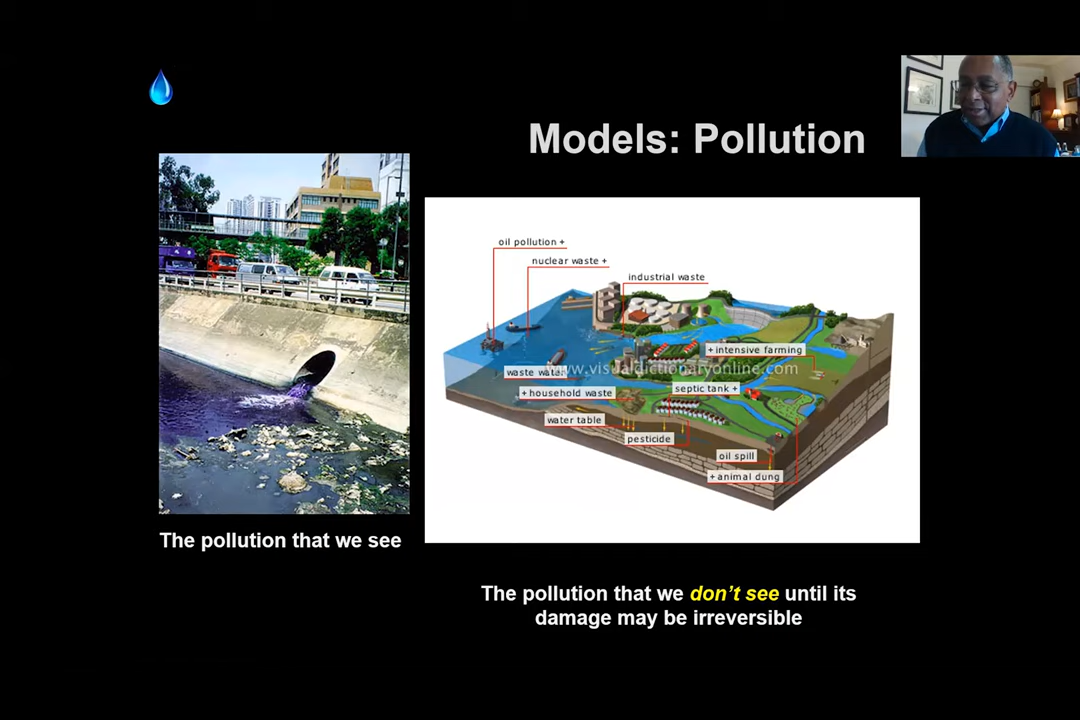 Models: Pollution
oil pollution +
nuclear waste +
industrial waste
+ intensive farming
www.visualdictionaryonline.com
waste water
septic tank +
+ household waste
water table
pesticide
oil spill
+ animal dung
The pollution that we see
The pollution that we don't see until its
damage may be irreversible